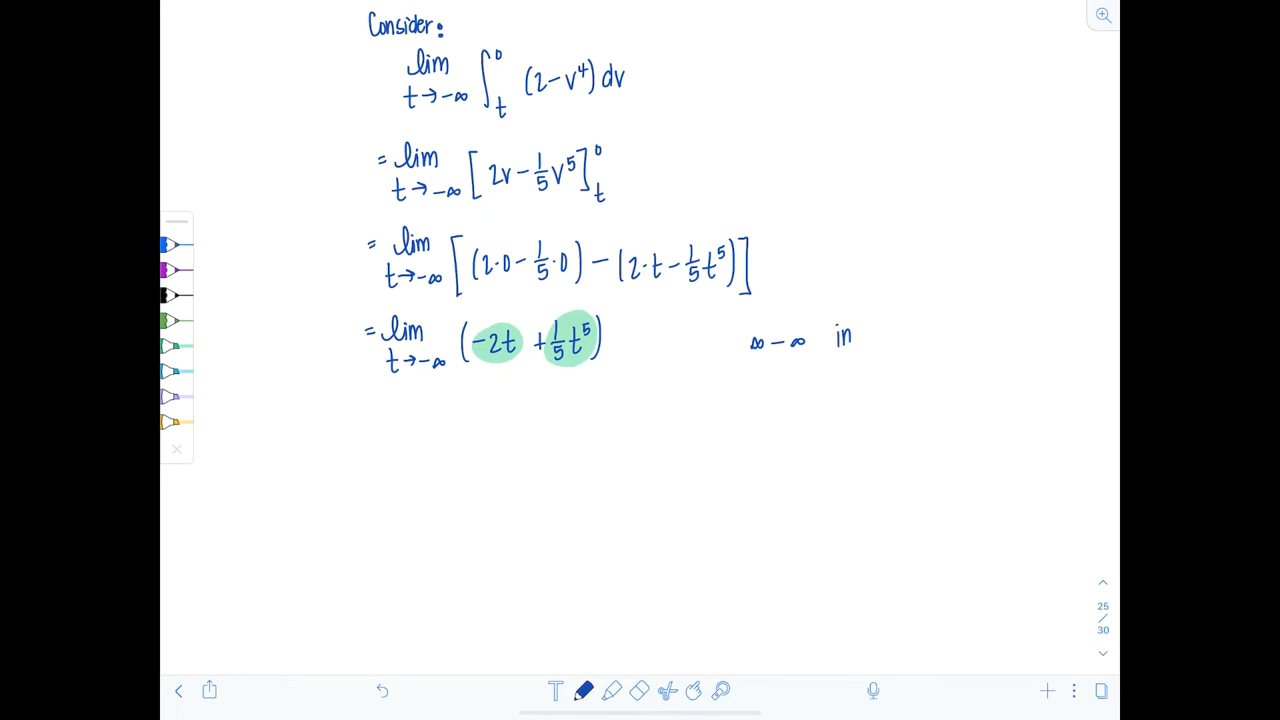 Consider:
lim t→-∞ ∫_t^0 (2-v⁴) dv
= lim t→-∞ [2v - 1/5 v⁵]_t^0
= lim t→-∞ [(2·0 - 1/5·0) - (2·t - 1/5 t⁵)]
= lim t→-∞ (-2t + 1/5 t⁵) ∞-∞ in
25
/
30
T